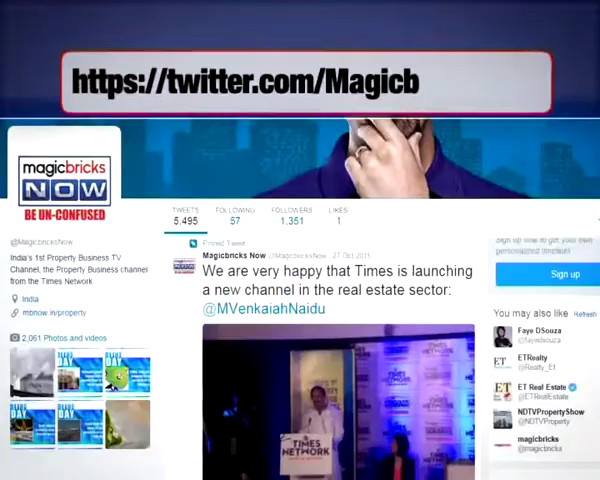 https://twitter.com/Magicb
magicbricks
NOW
BE UN-CONFUSED
TWEETS
5,495
FOLLOWING
57
FOLLOWERS
1,351
LIKES
1
@MagicbricksNow
India's 1st Property Business TV
Channel, the Property Business channel
from the Times Network
India
mbnow.in/property
2,061 Photos and videos
Pinned Tweet
Magicbricks Now @MagicbricksNow 27 Oct 2015
We are very happy that Times is launching
a new channel in the real estate sector:
@MVenkaiahNaidu
TIMES
NETWORK
Sign up now to get your own
personalized timeline!
Sign up
You may also like Refresh
Faye DSouza
@fayedsouza
ETRealty
@Realty_Et
ET Real Estate
@ETRealEstate
NDTVPropertyShow
@NDTVProperty
magicbricks
@magicbricks